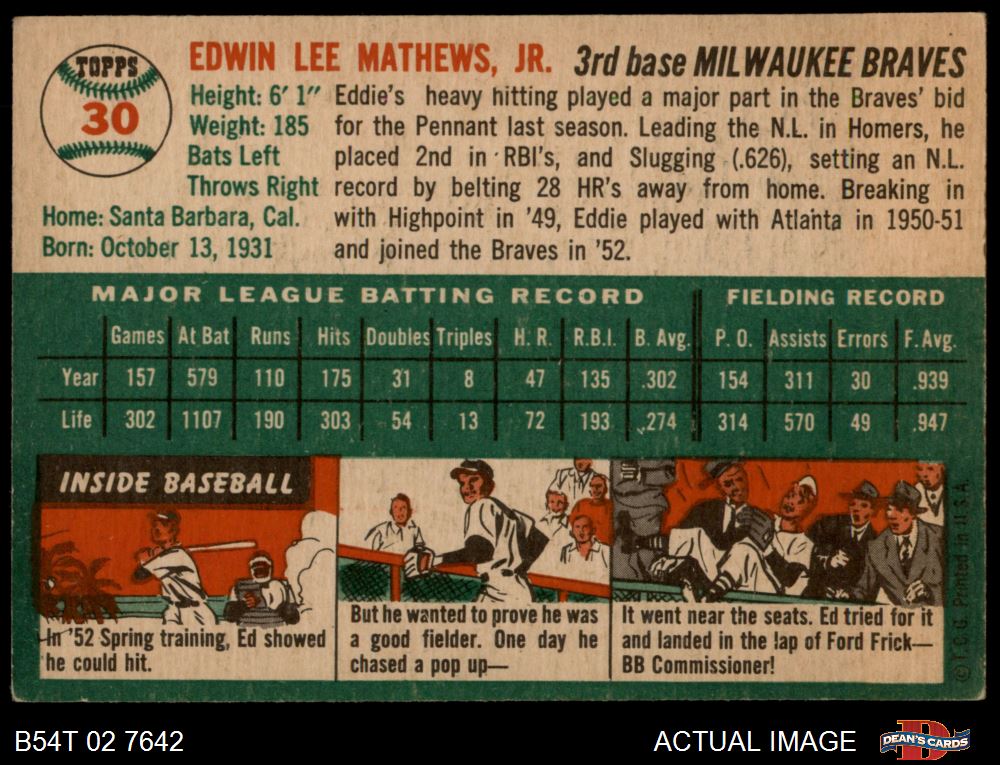 TOPPS
30
EDWIN LEE MATHEWS, JR. 3rd base MILWAUKEE BRAVES
Height: 6' 1"
Weight: 185
Bats Left
Throws Right
Home: Santa Barbara, Cal.
Born: October 13, 1931
Eddie's heavy hitting played a major part in the Braves' bid
for the Pennant last season. Leading the N.L. in Homers, he
placed 2nd in RBI's, and Slugging (.626), setting an N.L.
record by belting 28 HR's away from home. Breaking in
with Highpoint in '49, Eddie played with Atlanta in 1950-51
and joined the Braves in '52.
MAJOR LEAGUE BATTING RECORD FIELDING RECORD
Games At Bat Runs Hits Doubles Triples H. R. R.B.I. B. Avg. P. O. Assists Errors F. Avg.
Year 157 579 110 175 31 8 47 135 .302 154 311 30 .939
Life 302 1107 190 303 54 13 72 193 .274 314 570 49 .947
INSIDE BASEBALL
In '52 Spring training, Ed showed
he could hit.
But he wanted to prove he was
a good fielder. One day he
chased a pop up—
It went near the seats. Ed tried for it
and landed in the lap of Ford Frick—
BB Commissioner!
© T.C.G. Printed in U.S.A.
B54T 02 7642
ACTUAL IMAGE
D
DEAN'S CARDS